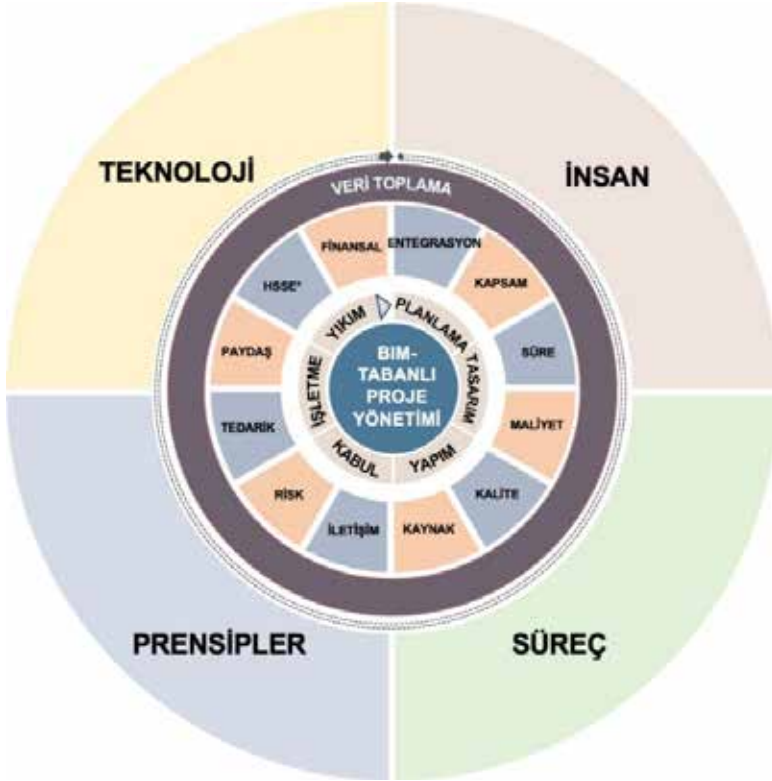 TEKNOLOJİ
İNSAN
VERİ TOPLAMA
FİNANSAL
ENTEGRASYON
KAPSAM
SÜRE
MALİYET
KALİTE
KAYNAK
İLETİŞİM
RİSK
TEDARİK
PAYDAŞ
HSSE*
PLANLAMA
TASARIM
YAPIM
KABUL
İŞLETME
YIKIM
BIM-
TABANLI
PROJE
YÖNETİMİ
PRENSİPLER
SÜREÇ